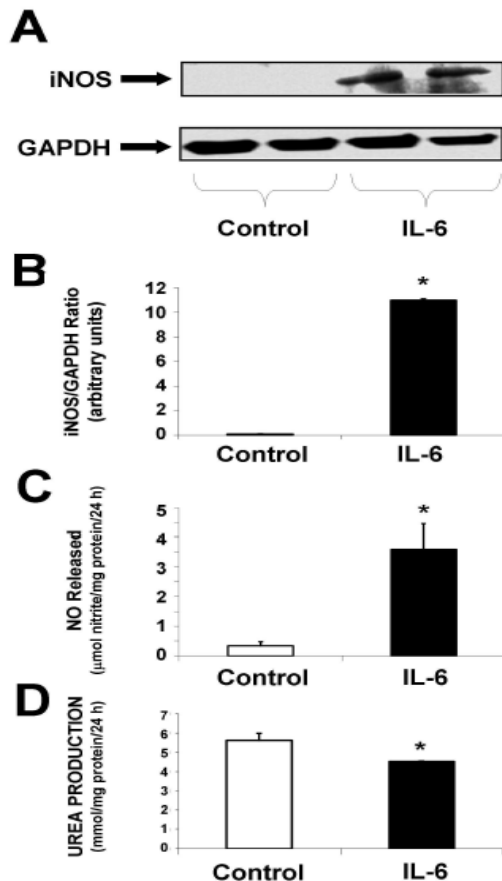 A
iNOS
GAPDH
Control IL-6
B
iNOS/GAPDH Ratio
(arbitrary units)
12
10
8
6
4
2
0
*
Control IL-6
C
NO Released
(μmol nitrite/mg protein/24 h)
5
4
3
2
1
0
*
Control IL-6
D
UREA PRODUCTION
(mmol/mg protein/24 h)
7
6
5
4
3
2
1
0
*
Control IL-6